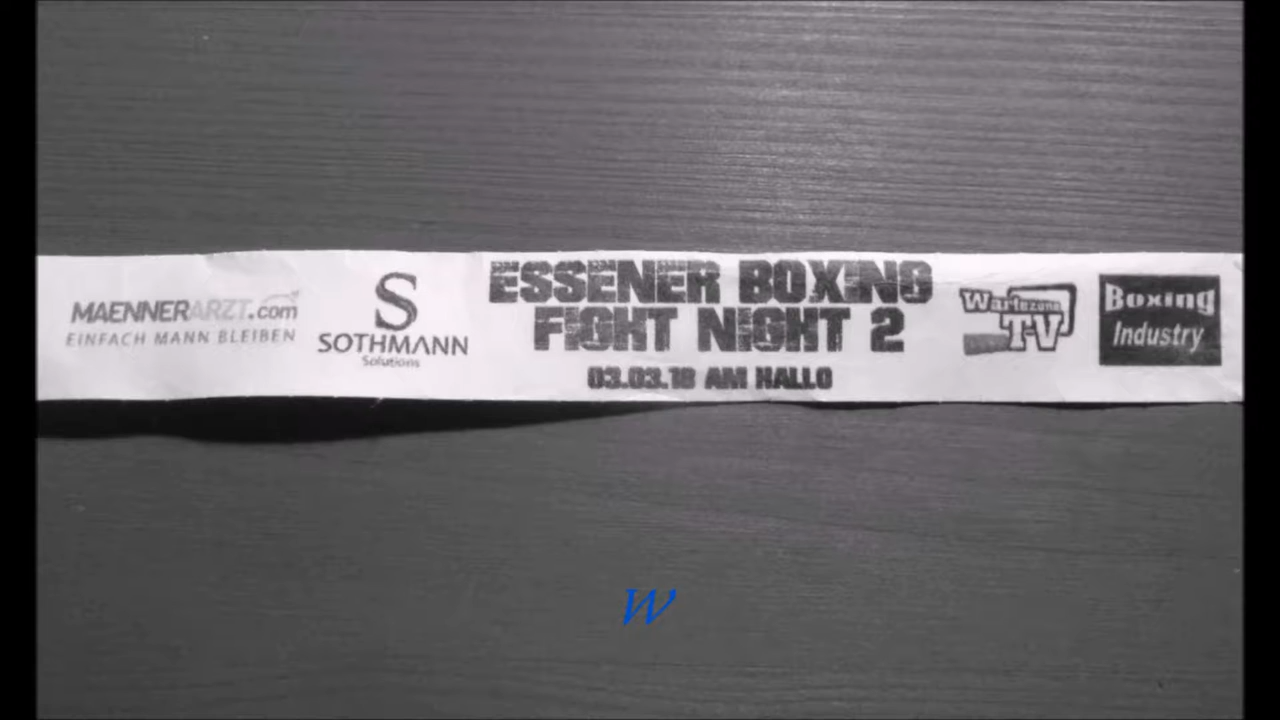 MAENNERARZT.com
EINFACH MANN BLEIBEN
S
SOTHMANN
Solutions
ESSENER BOXING
FIGHT NIGHT 2
03.03.18 AM HALLO
Wartezone
TV
Boxing
Industry
W